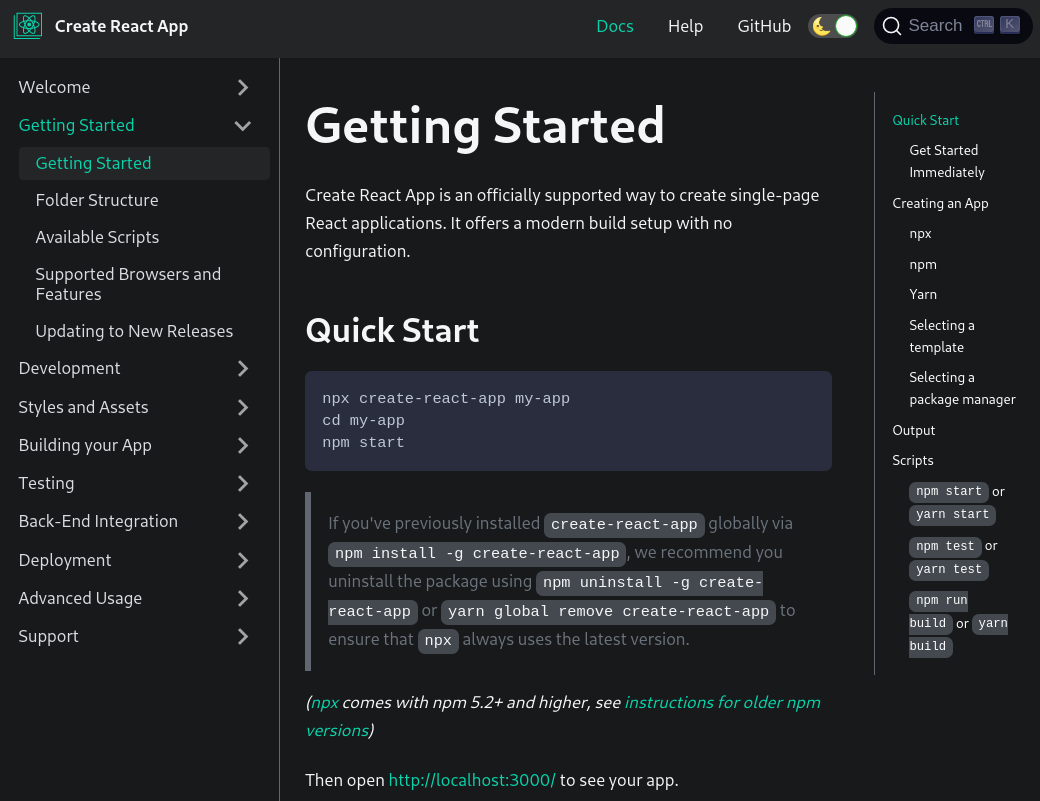 Create React App
Docs
Help
GitHub
Search
CTRL
K
Welcome
Getting Started
Getting Started
Folder Structure
Available Scripts
Supported Browsers and
Features
Updating to New Releases
Development
Styles and Assets
Building your App
Testing
Back-End Integration
Deployment
Advanced Usage
Support
Getting Started
Create React App is an officially supported way to create single-page
React applications. It offers a modern build setup with no
configuration.
Quick Start
npx create-react-app my-app
cd my-app
npm start
If you've previously installed create-react-app globally via
npm install -g create-react-app, we recommend you
uninstall the package using npm uninstall -g create-
react-app or yarn global remove create-react-app to
ensure that npx always uses the latest version.
(npx comes with npm 5.2+ and higher, see instructions for older npm
versions)
Then open http://localhost:3000/ to see your app.
Quick Start
Get Started
Immediately
Creating an App
npx
npm
Yarn
Selecting a
template
Selecting a
package manager
Output
Scripts
npm start or
yarn start
npm test or
yarn test
npm run
build or yarn
build